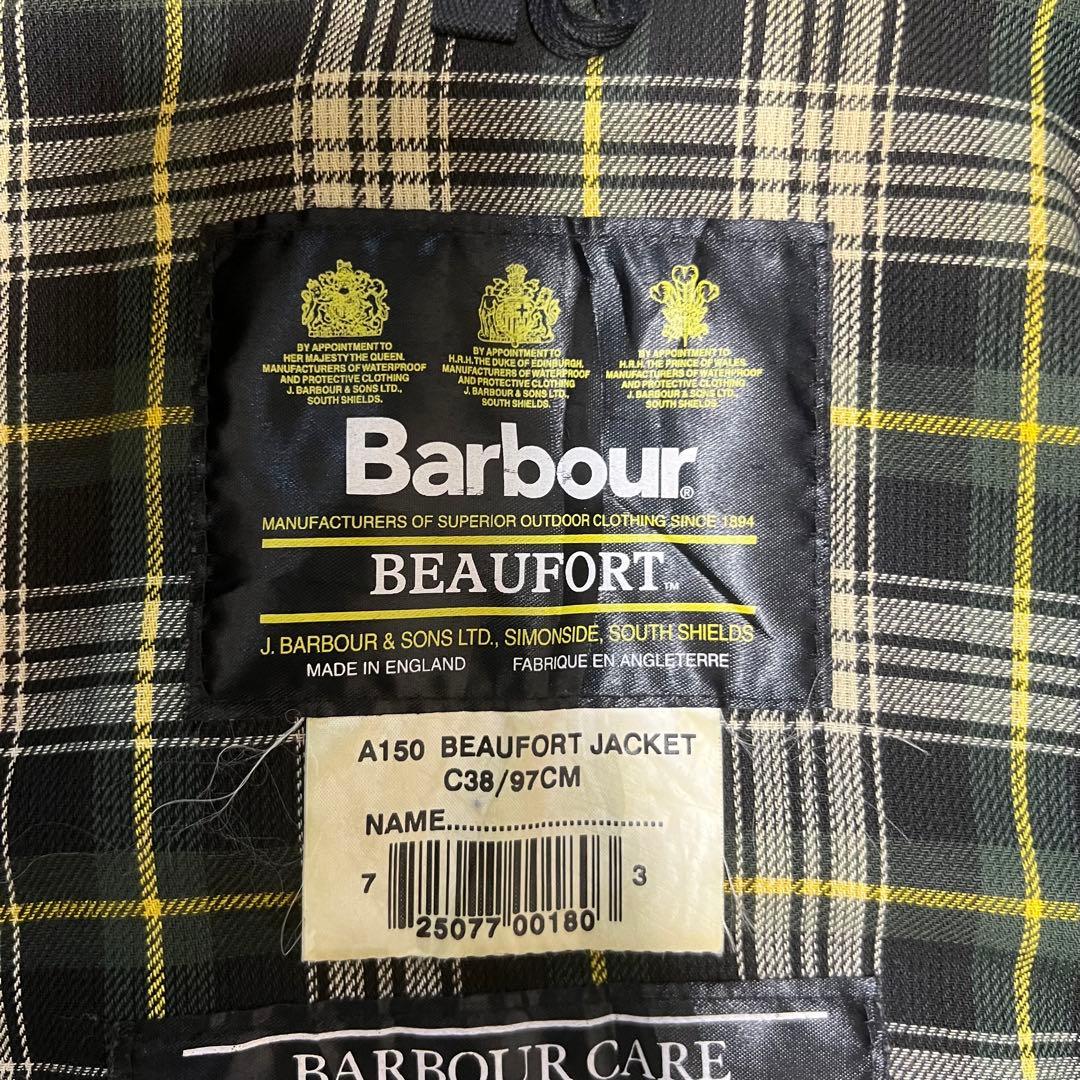 BY APPOINTMENT TO
HER MAJESTY THE QUEEN.
MANUFACTURERS OF WATERPROOF
AND PROTECTIVE CLOTHING
J. BARBOUR & SONS LTD.,
SOUTH SHIELDS.
BY APPOINTMENT TO
H.R.H. THE DUKE OF EDINBURGH.
MANUFACTURERS OF WATERPROOF
AND PROTECTIVE CLOTHING
J. BARBOUR & SONS LTD.,
SOUTH SHIELDS.
BY APPOINTMENT TO
H.R.H. THE PRINCE OF WALES.
MANUFACTURERS OF WATERPROOF
AND PROTECTIVE CLOTHING
J. BARBOUR & SONS LTD.,
SOUTH SHIELDS.
Barbour®
MANUFACTURERS OF SUPERIOR OUTDOOR CLOTHING SINCE 1894
BEAUFORT™
J. BARBOUR & SONS LTD., SIMONSIDE, SOUTH SHIELDS
MADE IN ENGLAND FABRIQUE EN ANGLETERRE
A150 BEAUFORT JACKET
C38/97CM
NAME.............................
7 25077 00180 3
BARBOUR CARE